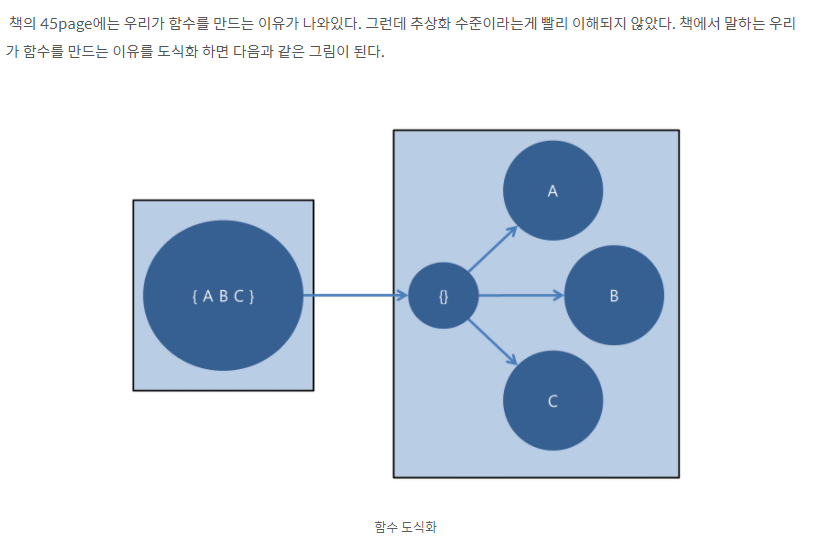 책의 45page에는 우리가 함수를 만드는 이유가 나와있다. 그런데 추상화 수준이라는게 빨리 이해되지 않았다. 책에서 말하는 우리
가 함수를 만드는 이유를 도식화 하면 다음과 같은 그림이 된다.
A
{ A B C }
{}
B
C
함수 도식화